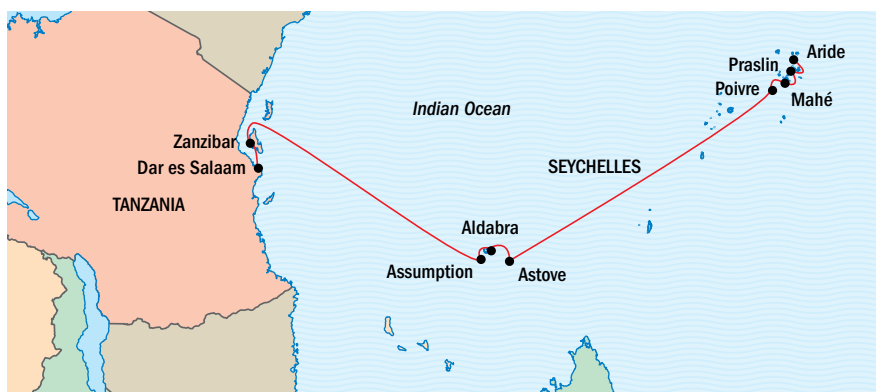 Aride
Praslin
Poivre
Mahé
Indian Ocean
Zanzibar
Dar es Salaam
SEYCHELLES
TANZANIA
Aldabra
Assumption
Astove